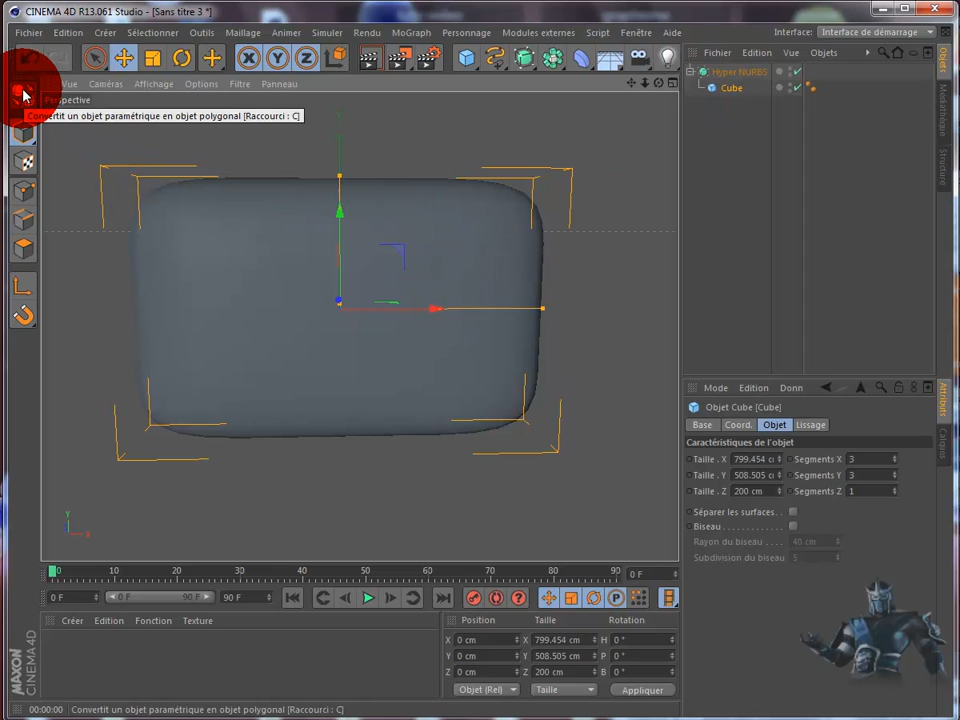 CINEMA 4D R13.061 Studio - [Sans titre 3 *]
Fichier Edition Créer Sélectionner Outils Maillage Animer Simuler Rendu MoGraph Personnage Modules externes Script Fenêtre Aide Interface: Interface de démarrage
X Y Z
Fichier Edition Vue Objets
Vue Caméras Affichage Options Filtre Panneau
Hyper NURBS
Cube
Perspective
Convertit un objet paramétrique en objet polygonal [Raccourci : C]
Objets
Médiathèque
Structure
Y
Y
X
Mode Edition Donn
Objet Cube [Cube]
Base Coord. Objet Lissage
Caractéristiques de l'objet
Taille . X 799.454 c Segments X 3
Taille . Y 508.505 c Segments Y 3
Taille . Z 200 cm Segments Z 1
Séparer les surfaces. .
Biseau . . . . . . . . . . . .
Rayon du biseau . . . . 40 cm
Subdivision du biseau 5
Attributs
Calques
0 10 20 30 40 50 60 70 80 90 0 F
0 F 0 F 90 F 90 F
P
Créer Edition Fonction Texture
Position Taille Rotation
X 0 cm X 799.454 cm H 0 °
Y 0 cm Y 508.505 cm P 0 °
Z 0 cm Z 200 cm B 0 °
Objet (Rel) Taille Appliquer
MAXON
CINEMA 4D
00:00:00 Convertit un objet paramétrique en objet polygonal [Raccourci : C]